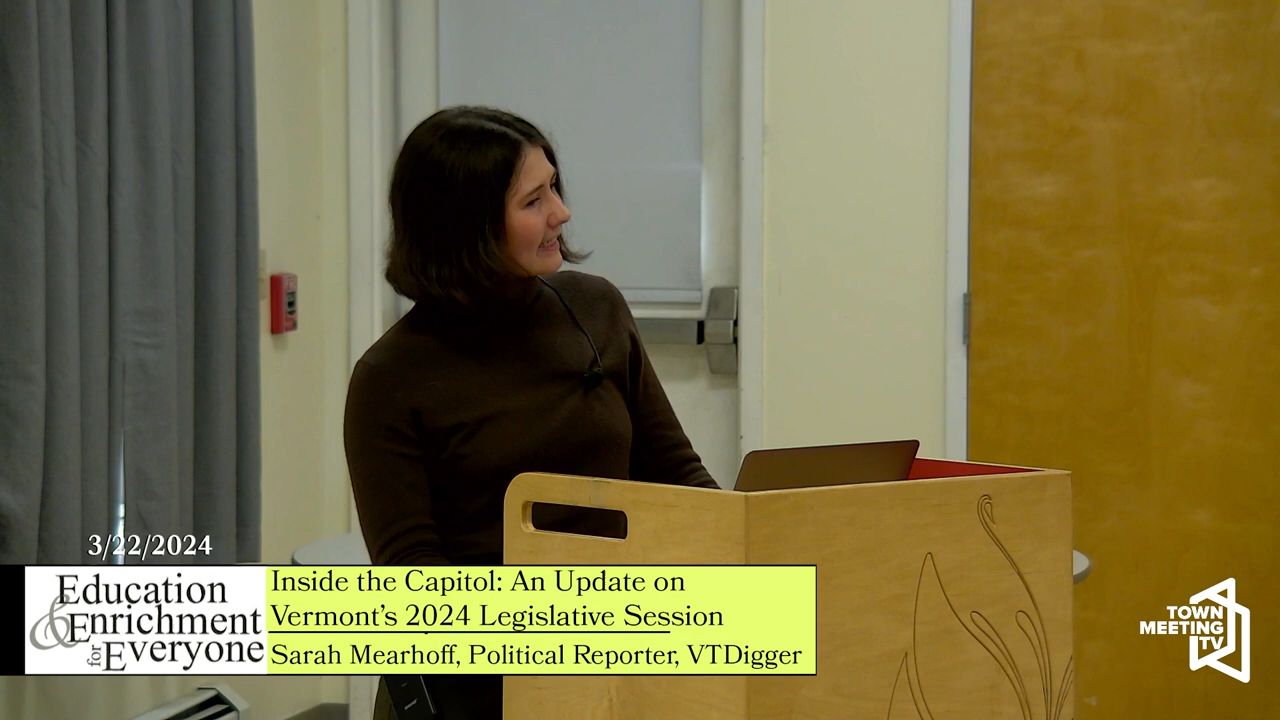 3/22/2024
Education
& Enrichment
for Everyone
Inside the Capitol: An Update on
Vermont's 2024 Legislative Session
Sarah Mearhoff, Political Reporter, VTDigger
TOWN
MEETING
TV